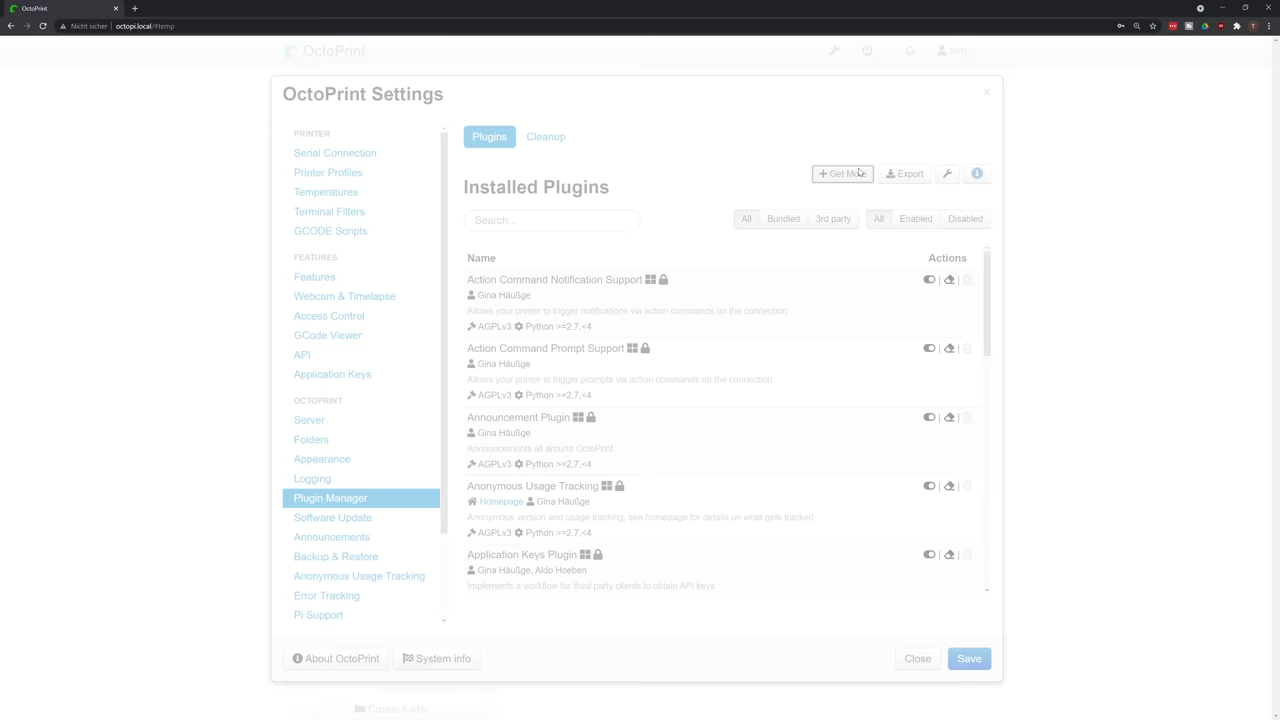 OctoPrint
Nicht sicher | octopi.local/#temp
OctoPrint
OctoPrint Settings
×
PRINTER
Serial Connection
Printer Profiles
Temperatures
Terminal Filters
GCODE Scripts
FEATURES
Features
Webcam & Timelapse
Access Control
GCode Viewer
API
Application Keys
OCTOPRINT
Server
Folders
Appearance
Logging
Plugin Manager
Software Update
Announcements
Backup & Restore
Anonymous Usage Tracking
Error Tracking
Pi Support
Plugins Cleanup
+ Get More Export
Installed Plugins
Search...
All Bundled 3rd party All Enabled Disabled
Name Actions
Action Command Notification Support
Gina Häußge
Allows your printer to trigger notifications via action commands on the connection
AGPLv3 Python >=2.7,<4
Action Command Prompt Support
Gina Häußge
Allows your printer to trigger prompts via action commands on the connection
AGPLv3 Python >=2.7,<4
Announcement Plugin
Gina Häußge
Announcements all around OctoPrint
AGPLv3 Python >=2.7,<4
Anonymous Usage Tracking
Homepage Gina Häußge
Anonymous version and usage tracking, see homepage for details on what gets tracked
AGPLv3 Python >=2.7,<4
Application Keys Plugin
Gina Häußge, Aldo Hoeben
Implements a workflow for third party clients to obtain API keys
About OctoPrint System info
Close Save
Create folder...